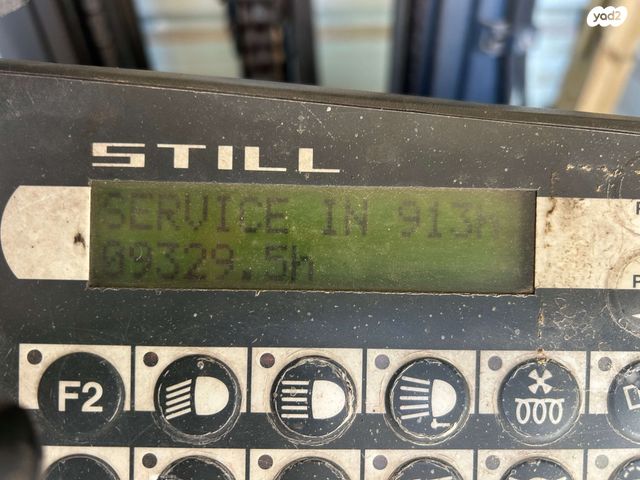 yad2
STILL
SERVICE IN 913h
09329.5h
F2